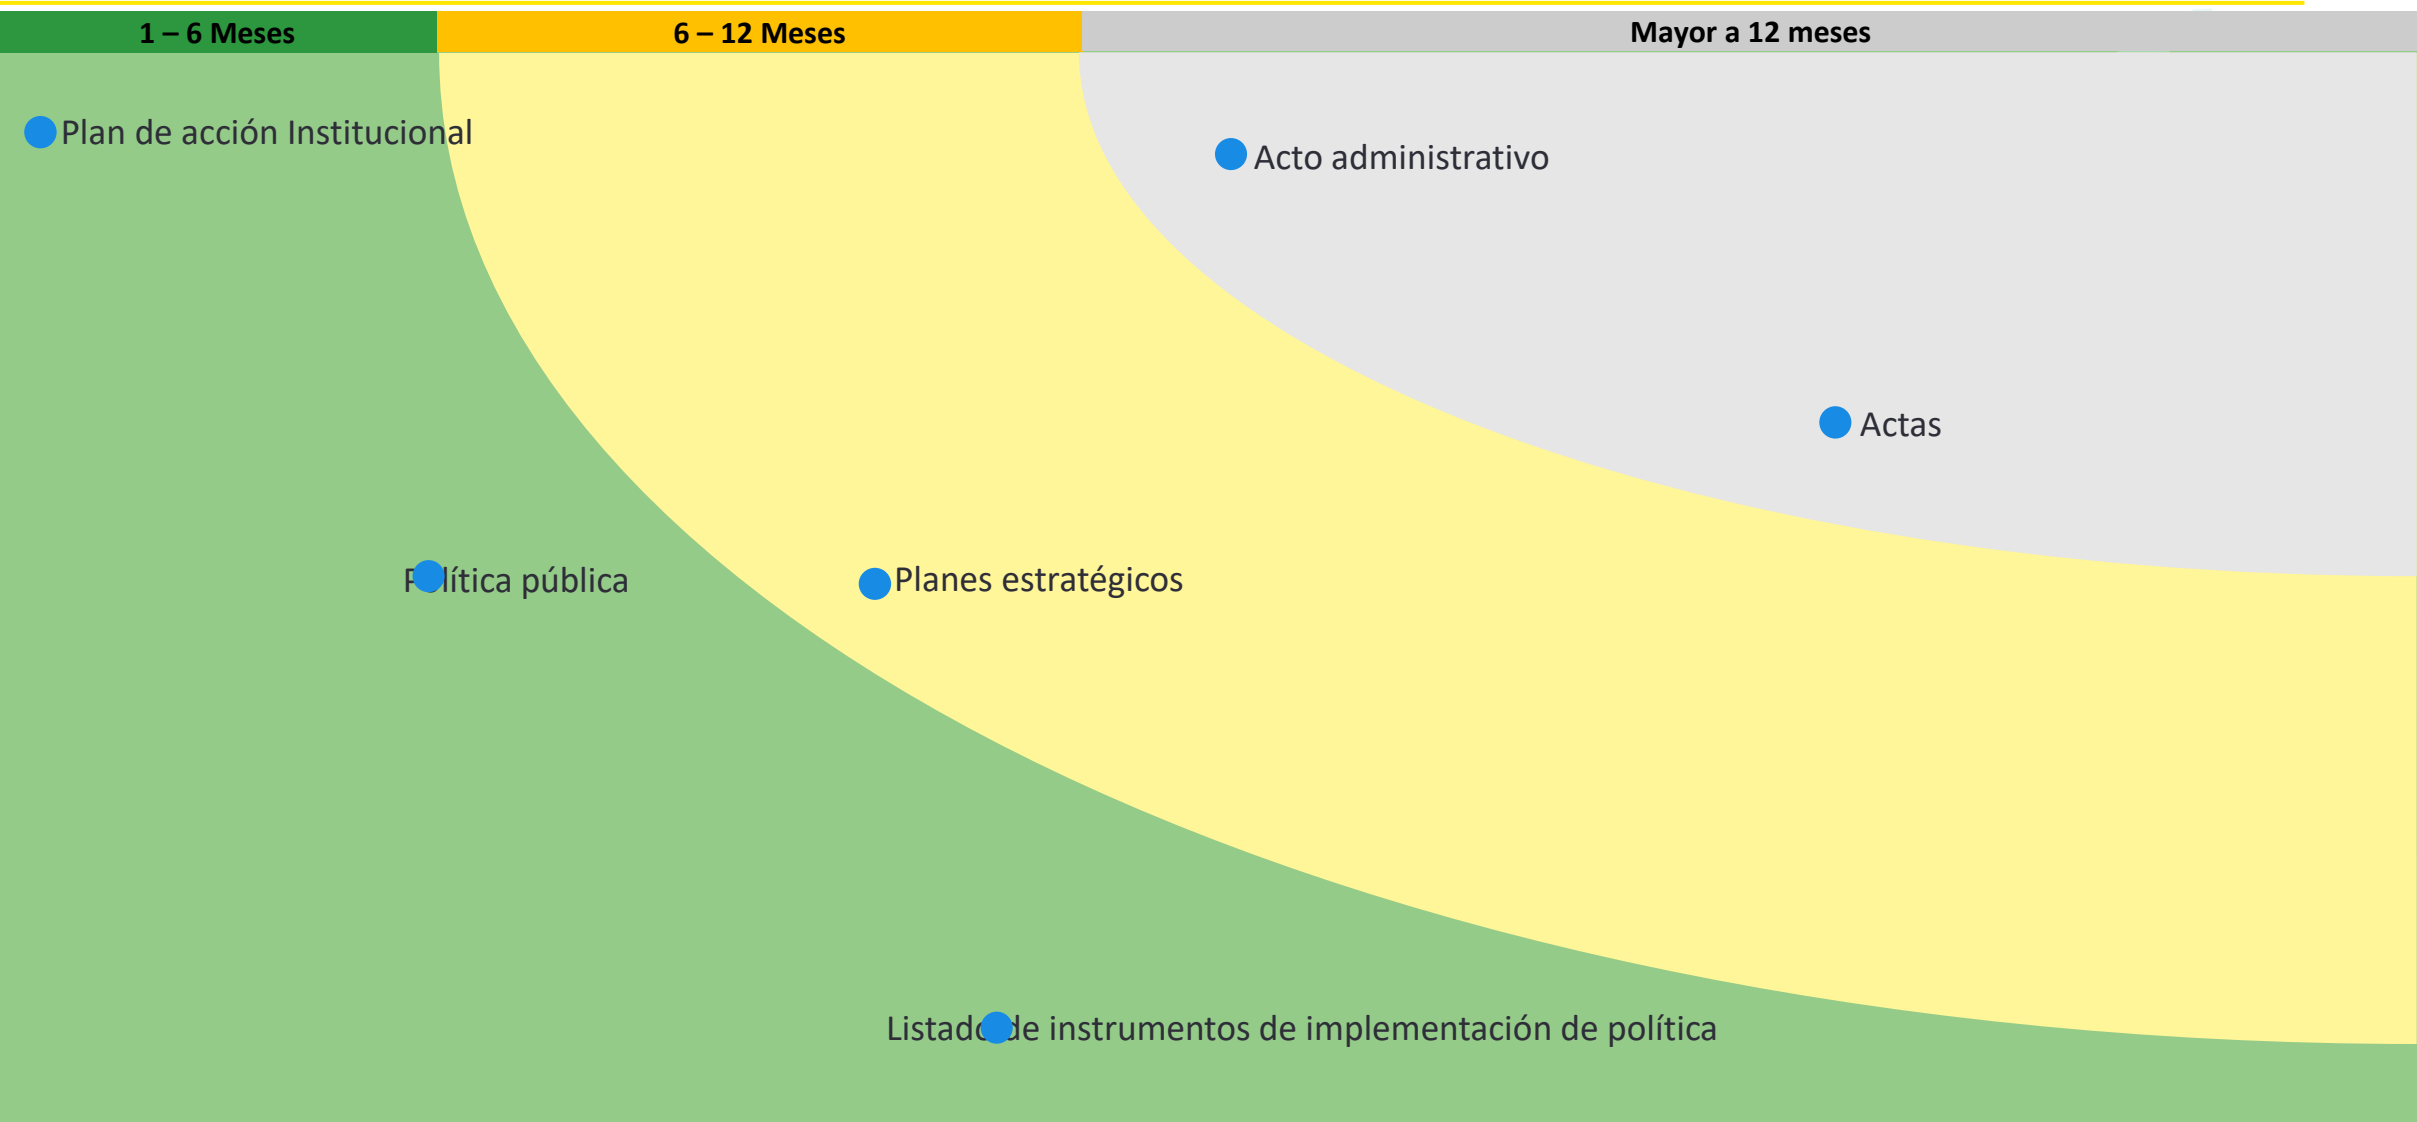 1 – 6 Meses
6 – 12 Meses
Mayor a 12 meses
Plan de acción Institucional
Acto administrativo
Actas
Política pública
Planes estratégicos
Listado de instrumentos de implementación de política